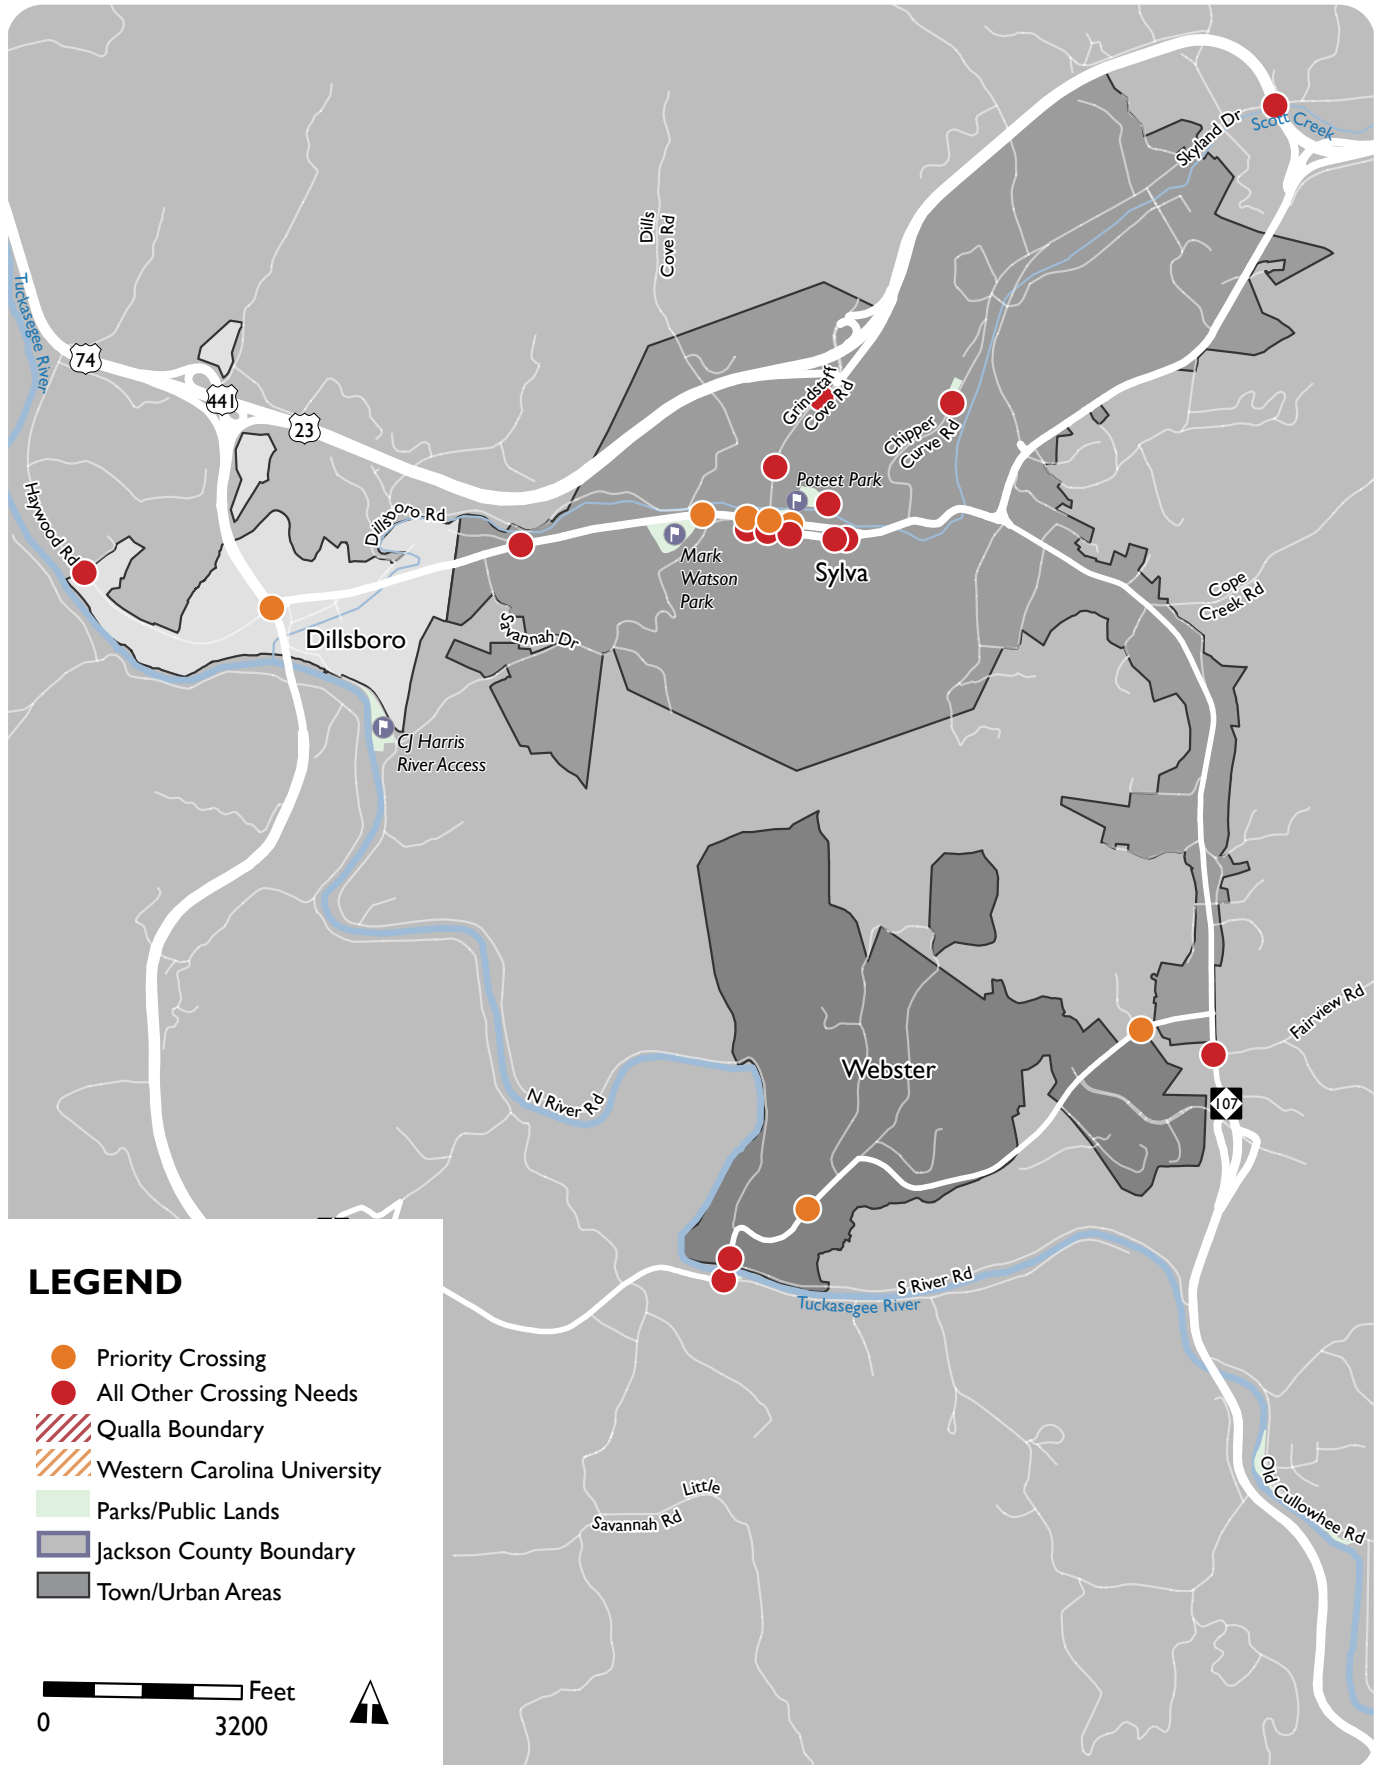 Skyland Dr
Scott Creek
Dills
Cove Rd
Tuckasegee River
74
441
23
Grindstaff
Cove Rd
Chipper
Curve Rd
Poteet Park
Haywood Rd
Dillsboro Rd
Mark
Watson
Park
Sylva
Cope
Creek Rd
Savannah Dr
Dillsboro
CJ Harris
River Access
Fairview Rd
Webster
N River Rd
107
S River Rd
Tuckasegee River
Old Cullowhee Rd
Little
Savannah Rd
LEGEND
Priority Crossing
All Other Crossing Needs
Qualla Boundary
Western Carolina University
Parks/Public Lands
Jackson County Boundary
Town/Urban Areas
Feet
0
3200